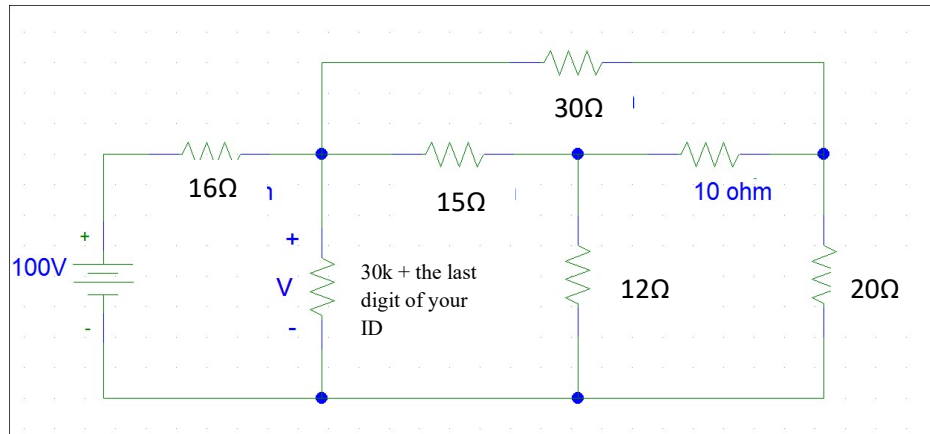 30Ω
16Ω
15Ω
10 ohm
+
100V
-
+
V
-
30k + the last
digit of your
ID
12Ω
20Ω